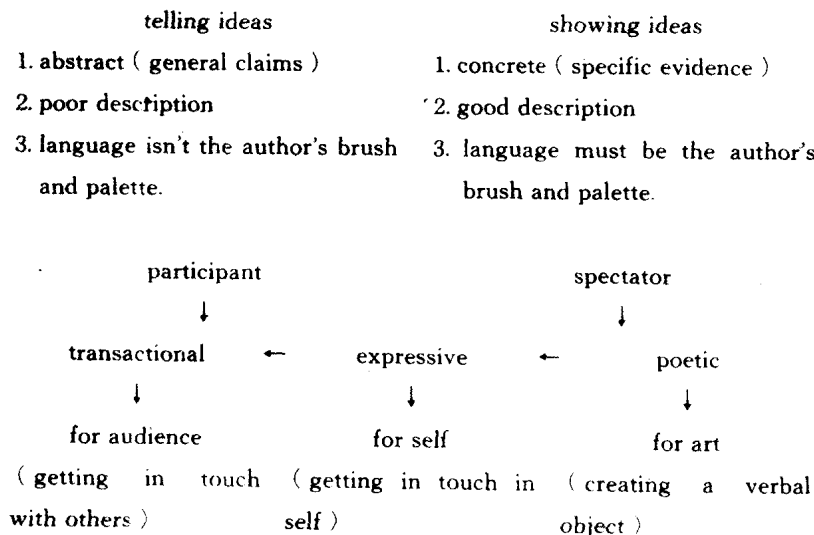 telling ideas showing ideas
1. abstract ( general claims ) 1. concrete ( specific evidence )
2. poor description 2. good description
3. language isn't the author's brush 3. language must be the author's
and palette. brush and palette.
participant spectator
↓ ↓
transactional ← expressive ← poetic
↓ ↓ ↓
for audience for self for art
( getting in touch ( getting in touch in ( creating a verbal
with others ) self ) object )